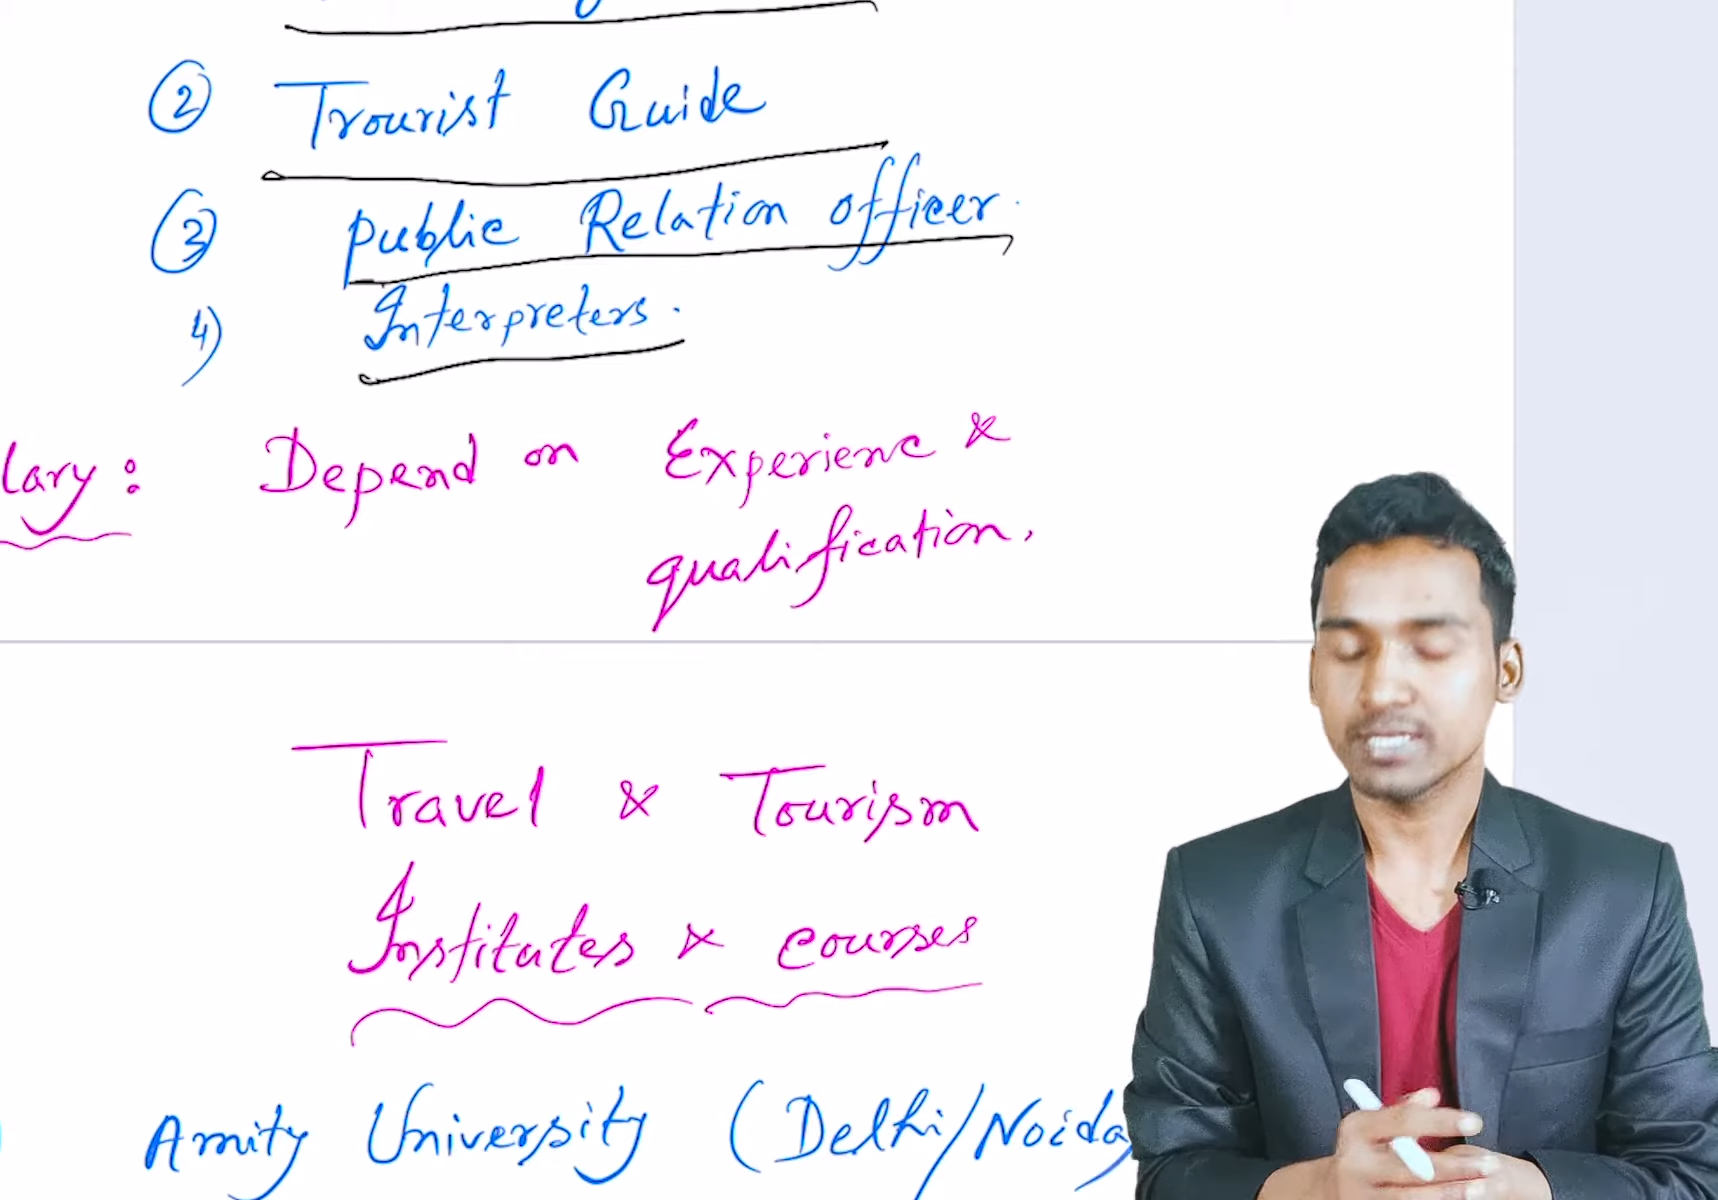 ② Trourist Guide
③ public Relation officer.
4) Interpreters.
lary: Depend on Experienc &
qualification,
Travel & Tourism
Institutes & courses
Amity University (Delhi/Noida)